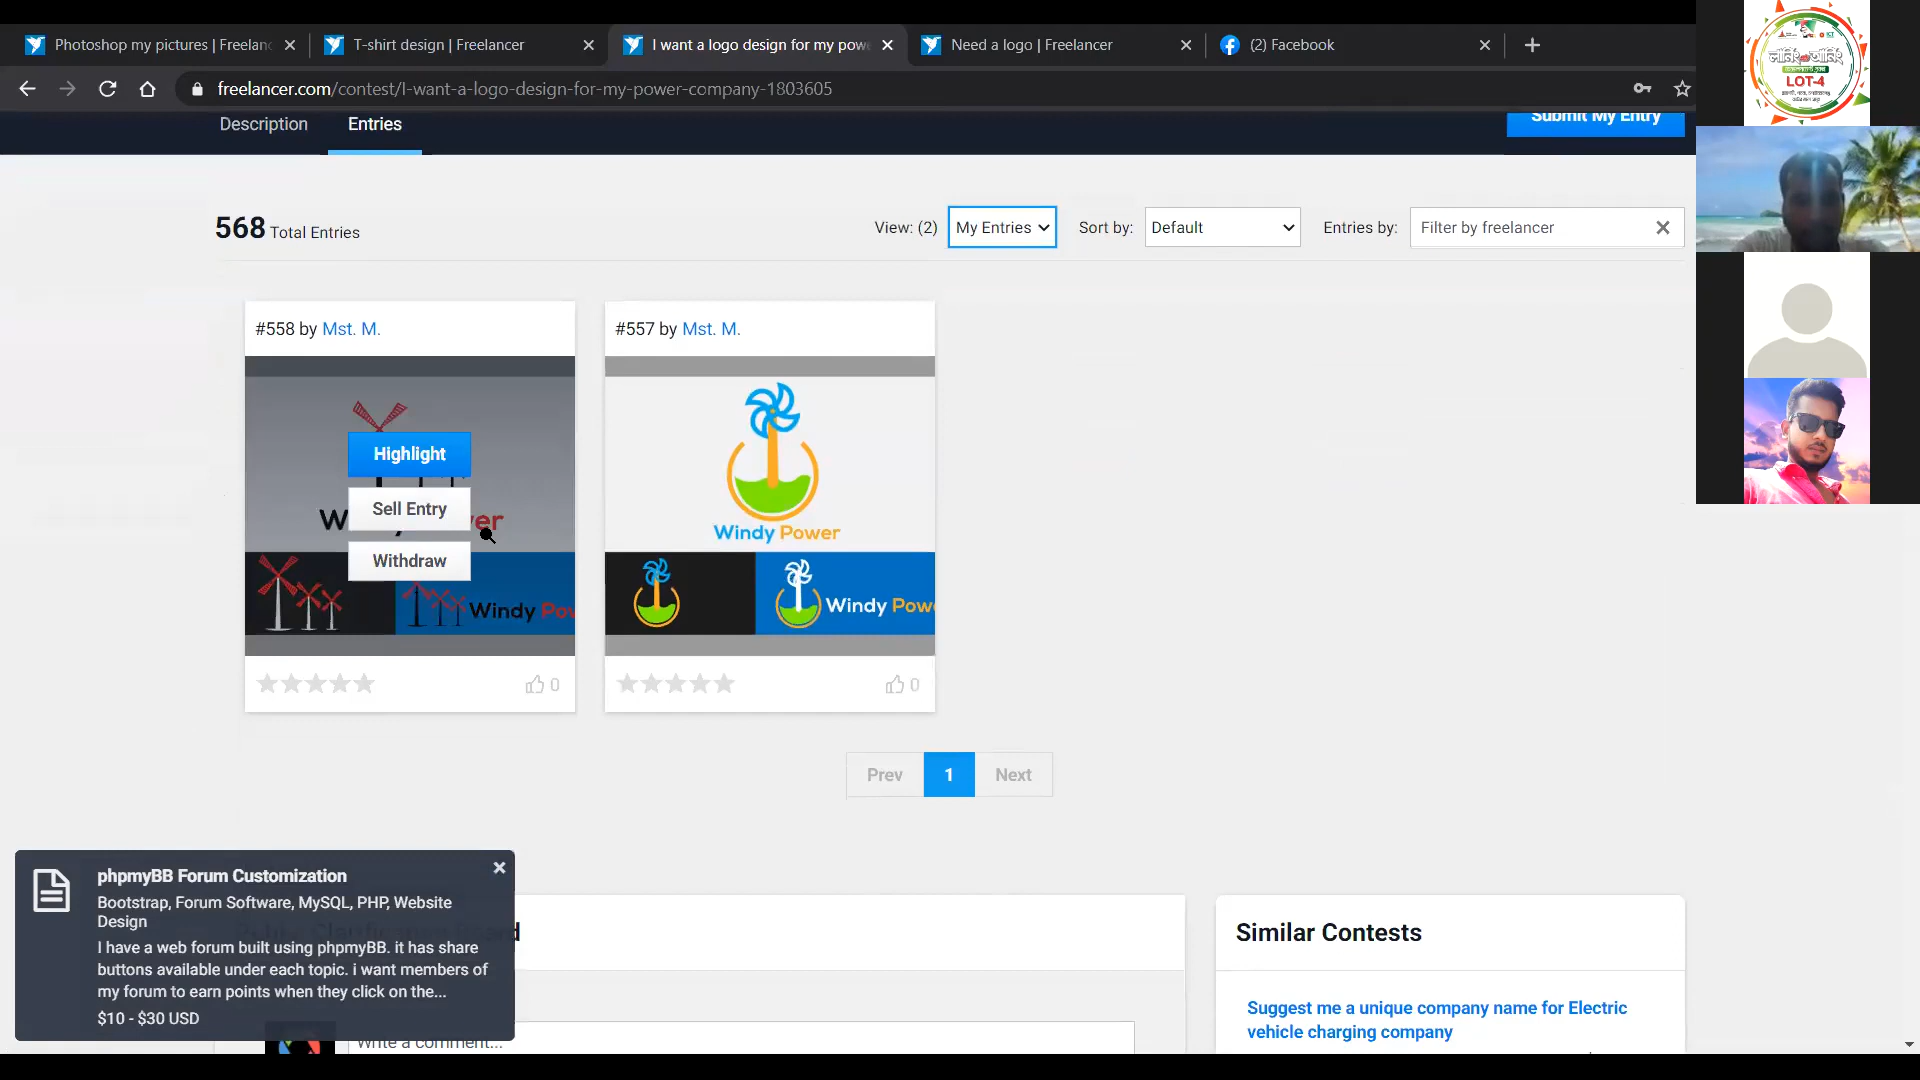 Photoshop my pictures | Freelanc
T-shirt design | Freelancer
I want a logo design for my powe
Need a logo | Freelancer
(2) Facebook
freelancer.com/contest/I-want-a-logo-design-for-my-power-company-1803605
Description
Entries
Submit My Entry
568 Total Entries
View: (2)
My Entries
Sort by:
Default
Entries by:
Filter by freelancer
#558 by Mst. M.
#557 by Mst. M.
Highlight
Sell Entry
Withdraw
er
Windy Pow
Windy Power
Windy Powe
0
0
Prev
1
Next
phpmyBB Forum Customization
Bootstrap, Forum Software, MySQL, PHP, Website
Design
I have a web forum built using phpmyBB. it has share
buttons available under each topic. i want members of
my forum to earn points when they click on the...
$10 - $30 USD
Write a comment...
Similar Contests
Suggest me a unique company name for Electric
vehicle charging company
লার্নিং আর্নিং
LOT-4